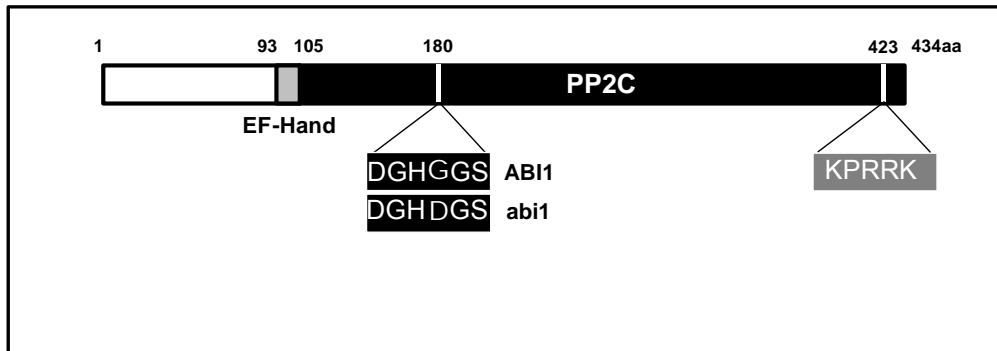 1 93 105 180 423 434aa
PP2C
EF-Hand
DGHGGS ABI1 KPRRK
DGHDGS abi1